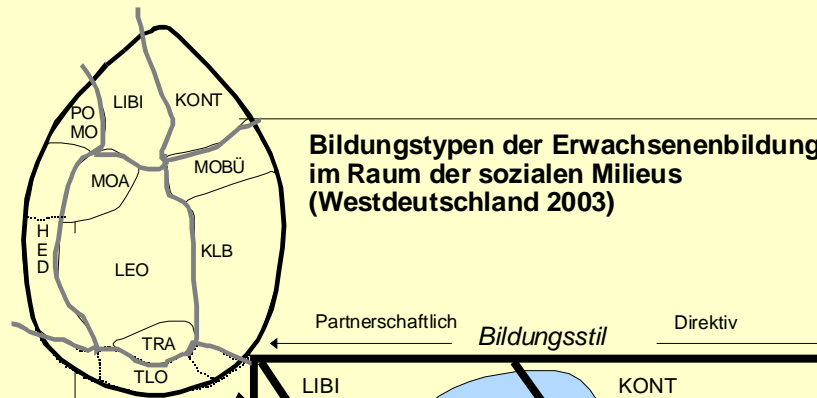 LIBI
KONT
PO
MO
MOA
MOBÜ
H
E
D
LEO
KLB
TRA
TLO
Bildungstypen der Erwachsenenbildung
im Raum der sozialen Milieus
(Westdeutschland 2003)
Partnerschaftlich Bildungsstil Direktiv
LIBI KONT